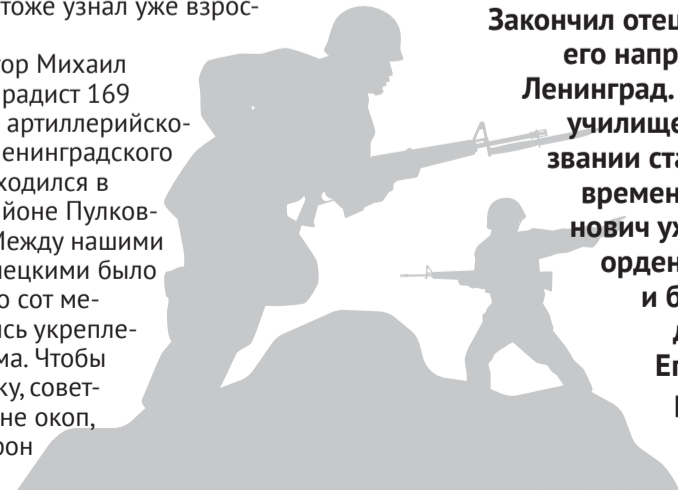 тоже узнал уже взрос-
тор Михаил
радист 169
артиллерийско-
енинградского
ходился в
йоне Пулков-
Между нашими
ецкими было
о сот ме-
сь укрепле-
ма. Чтобы
ку, совет-
не окоп,
рон
Закончил отец
его напр
Ленинград.
училище
звании ста
времен
нович уж
орден
и б
Ег